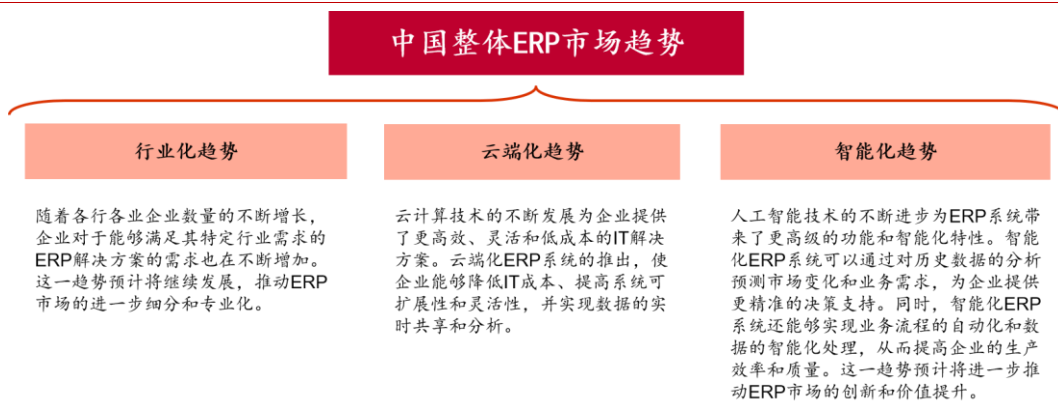 中国整体ERP市场趋势
行业化趋势
随着各行各业企业数量的不断增长，
企业对于能够满足其特定行业需求的
ERP解决方案的需求也在不断增加。
这一趋势预计将继续发展，推动ERP
市场的进一步细分和专业化。
云端化趋势
云计算技术的不断发展为企业提供
了更高效、灵活和低成本的IT解决
方案。云端化ERP系统的推出，使
企业能够降低IT成本、提高系统可
扩展性和灵活性，并实现数据的实
时共享和分析。
智能化趋势
人工智能技术的不断进步为ERP系统带
来了更高级的功能和智能化特性。智能
化ERP系统可以通过对历史数据的分析
预测市场变化和业务需求，为企业提供
更精准的决策支持。同时，智能化ERP
系统还能够实现业务流程的自动化和数
据的智能化处理，从而提高企业的生产
效率和质量。这一趋势预计将进一步推
动ERP市场的创新和价值提升。